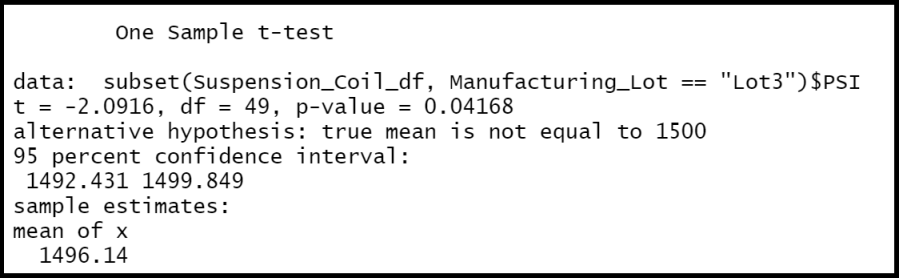 One Sample t-test
data:  subset(Suspension_Coil_df, Manufacturing_Lot == "Lot3")$PSI
t = -2.0916, df = 49, p-value = 0.04168
alternative hypothesis: true mean is not equal to 1500
95 percent confidence interval:
1492.431 1499.849
sample estimates:
mean of x
1496.14